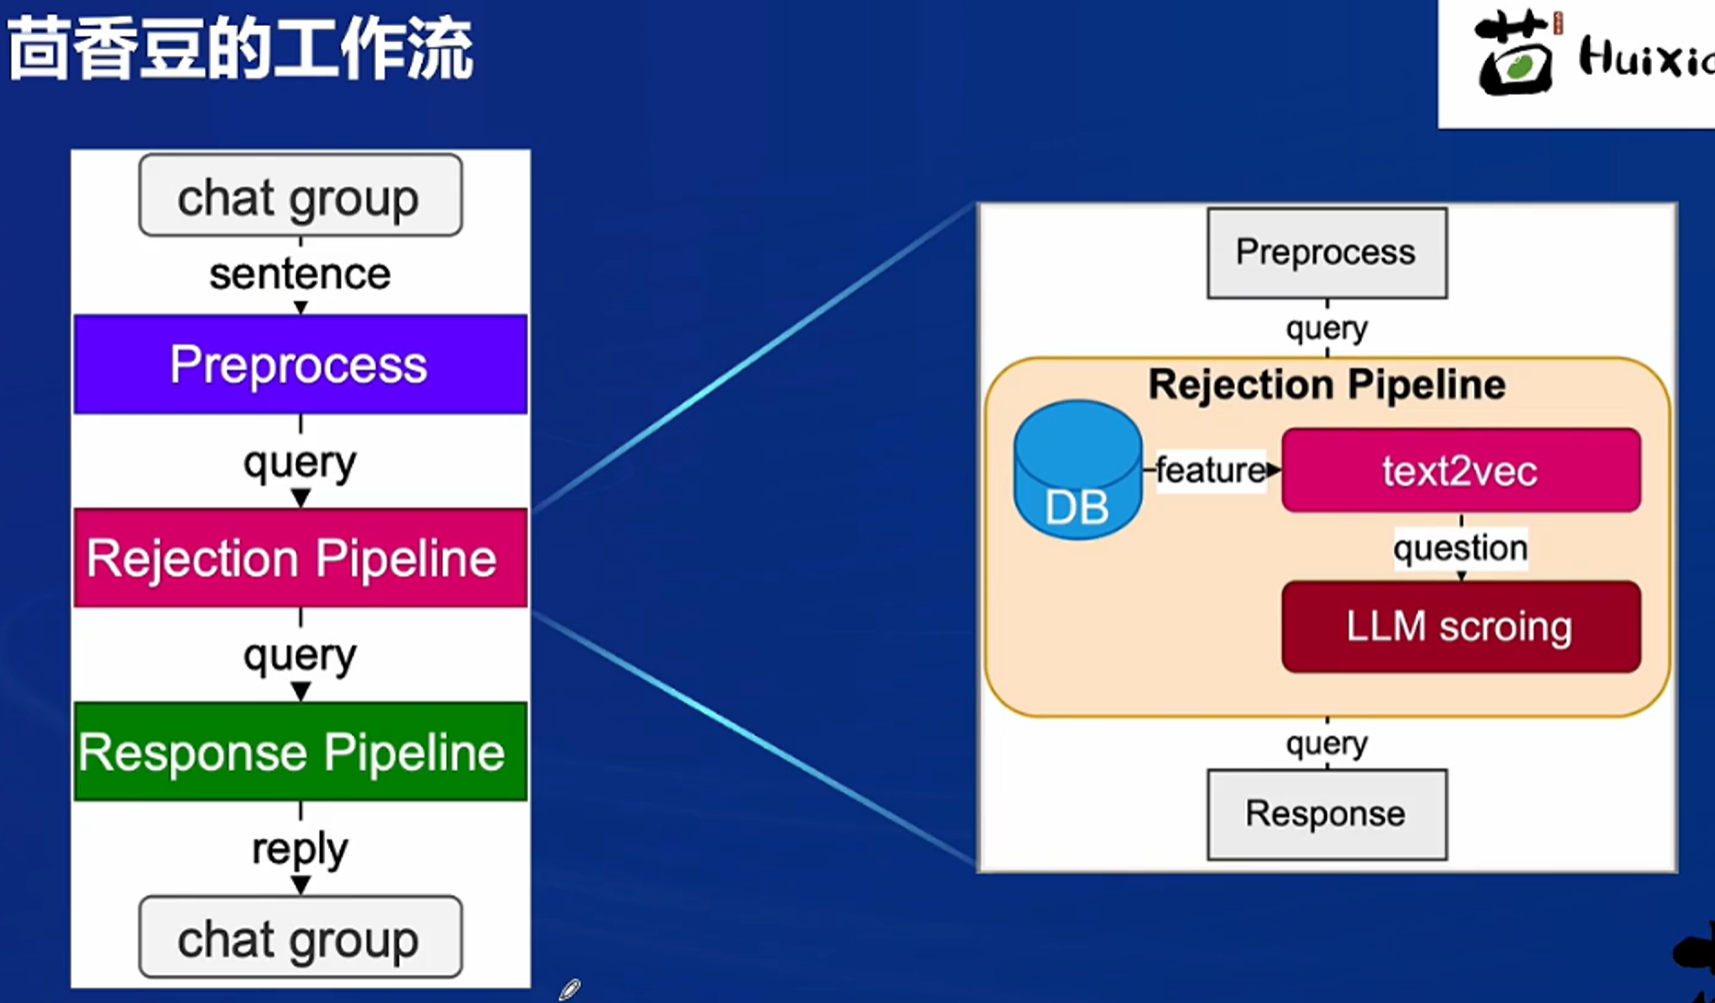 茴香豆的工作流
茴
chat group
sentence
Preprocess
query
Rejection Pipeline
query
Response Pipeline
reply
chat group
Preprocess
query
Rejection Pipeline
DB
feature
text2vec
question
LLM scroing
query
Response